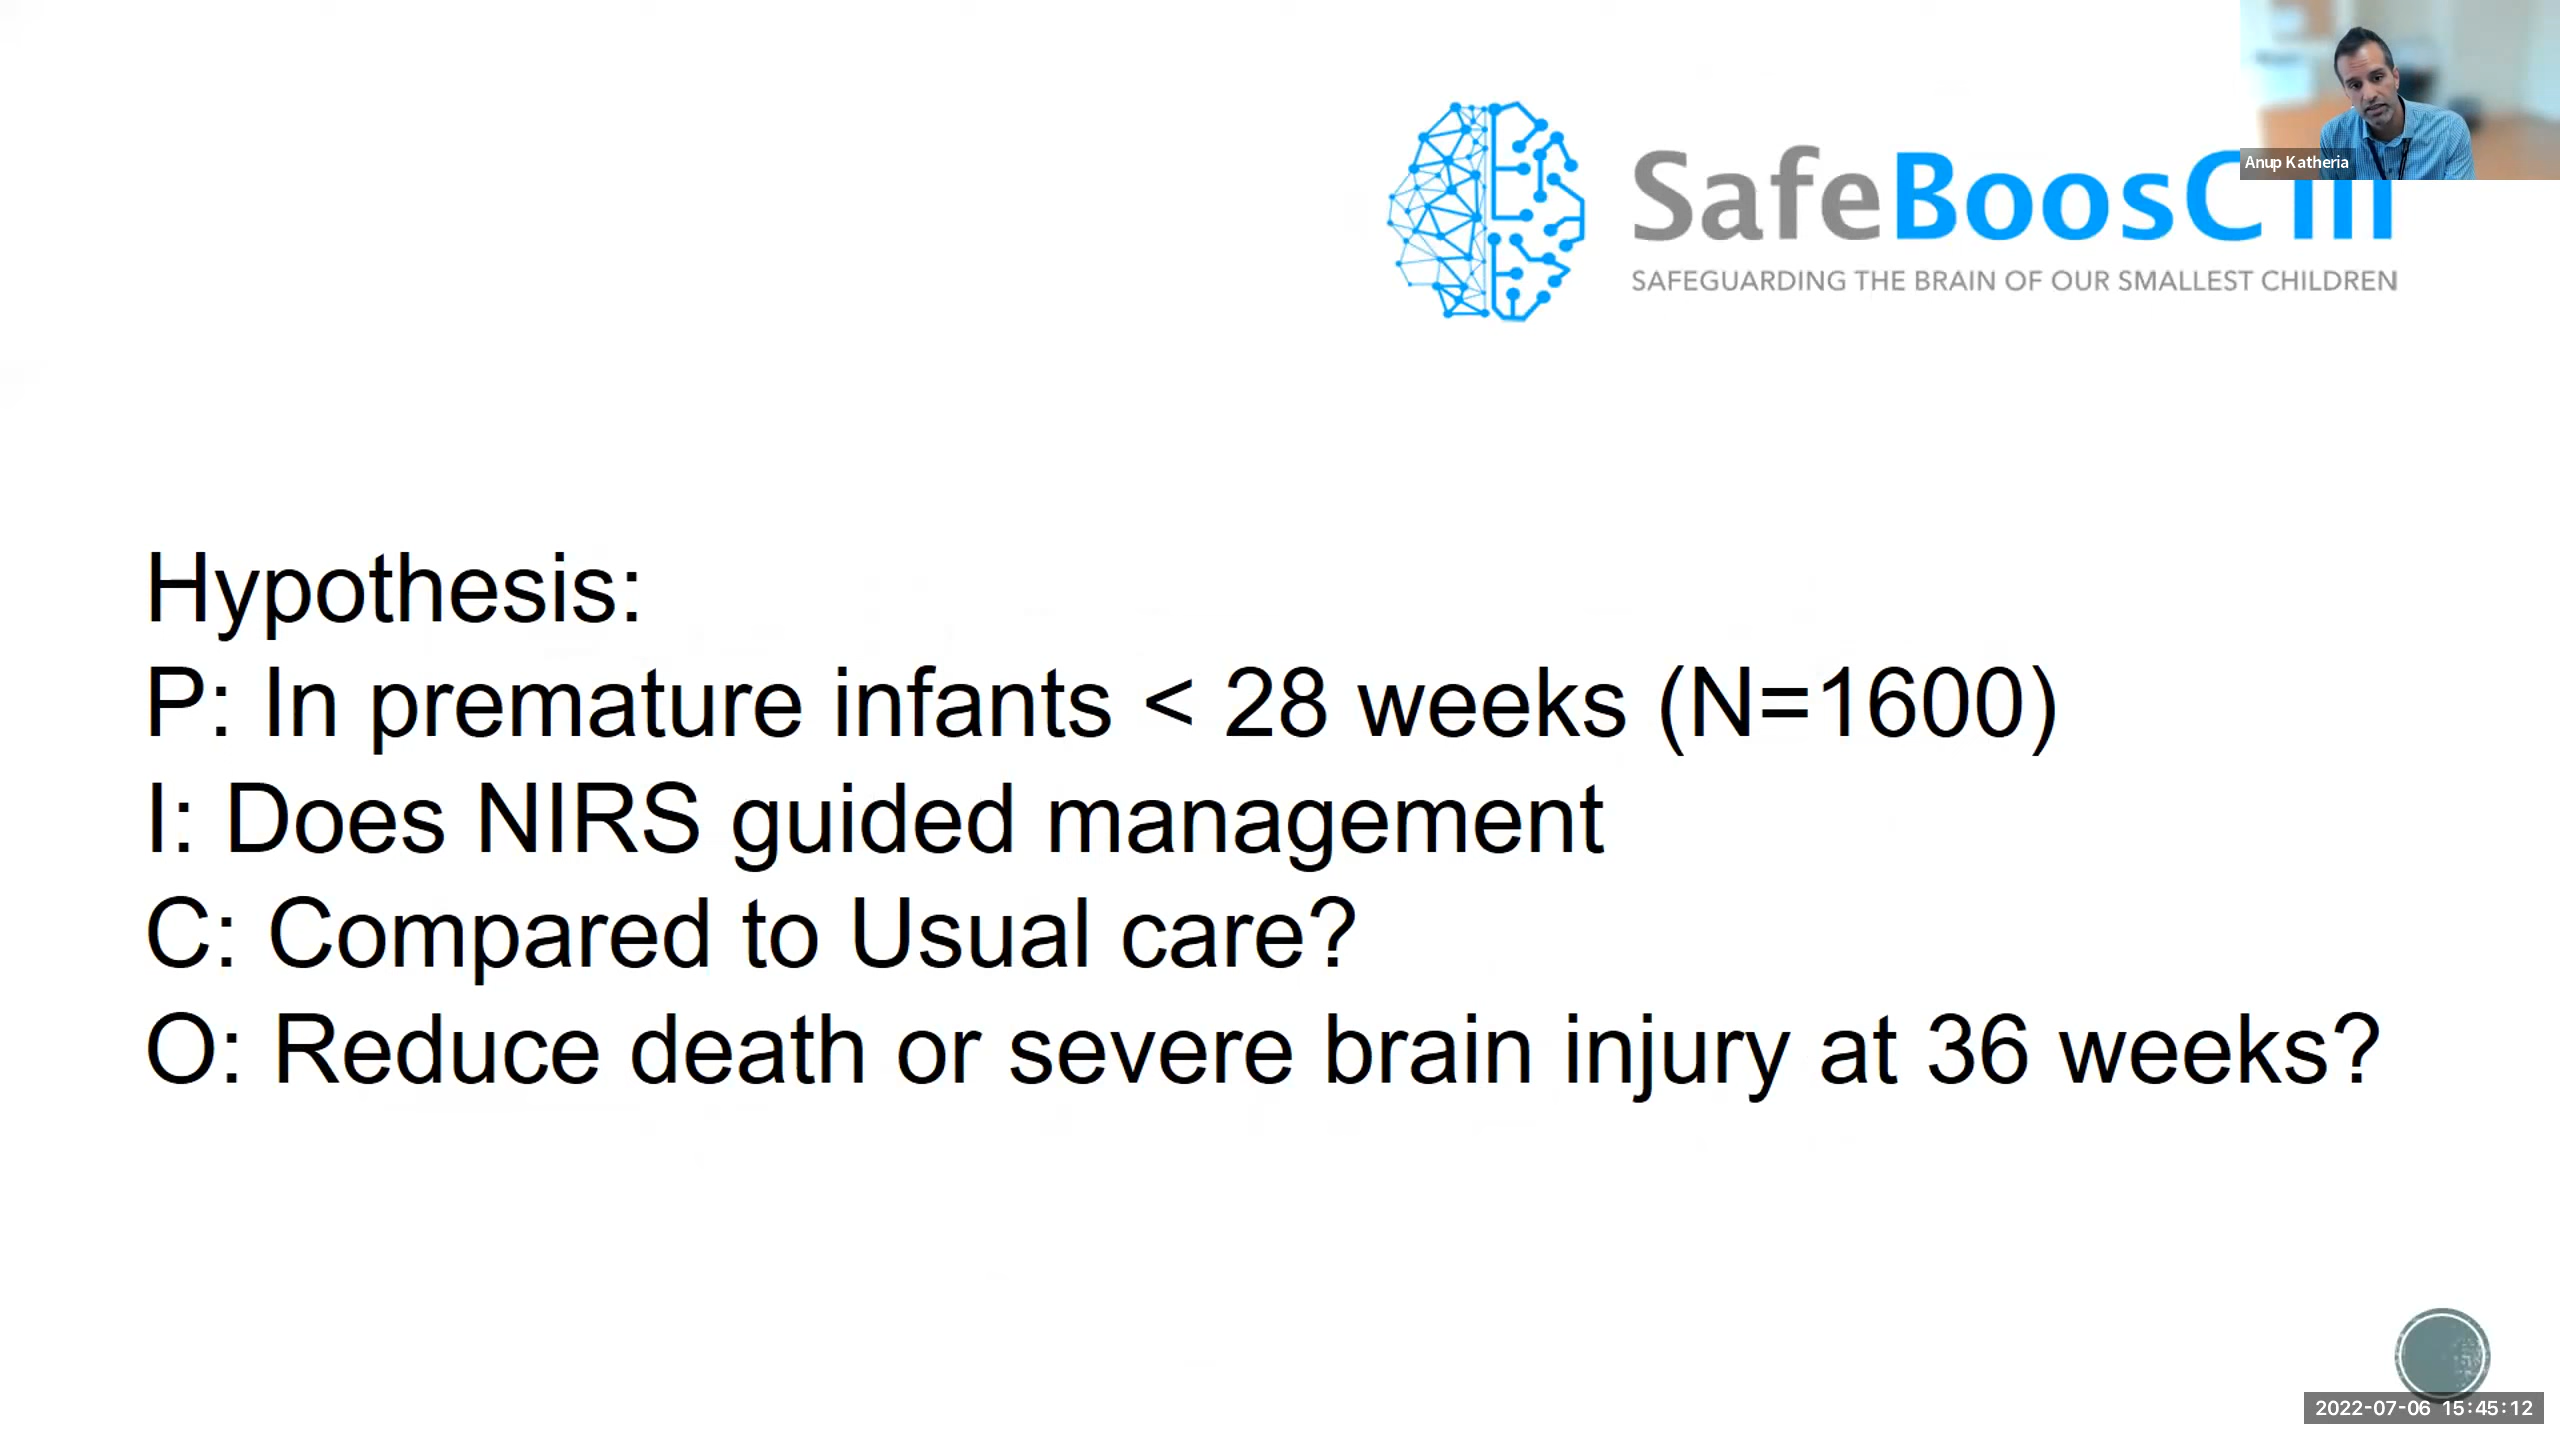 Anup Katheria
SafeBoosC III
SAFEGUARDING THE BRAIN OF OUR SMALLEST CHILDREN
Hypothesis:
P: In premature infants < 28 weeks (N=1600)
I: Does NIRS guided management
C: Compared to Usual care?
O: Reduce death or severe brain injury at 36 weeks?
2022-07-06 15:45:12